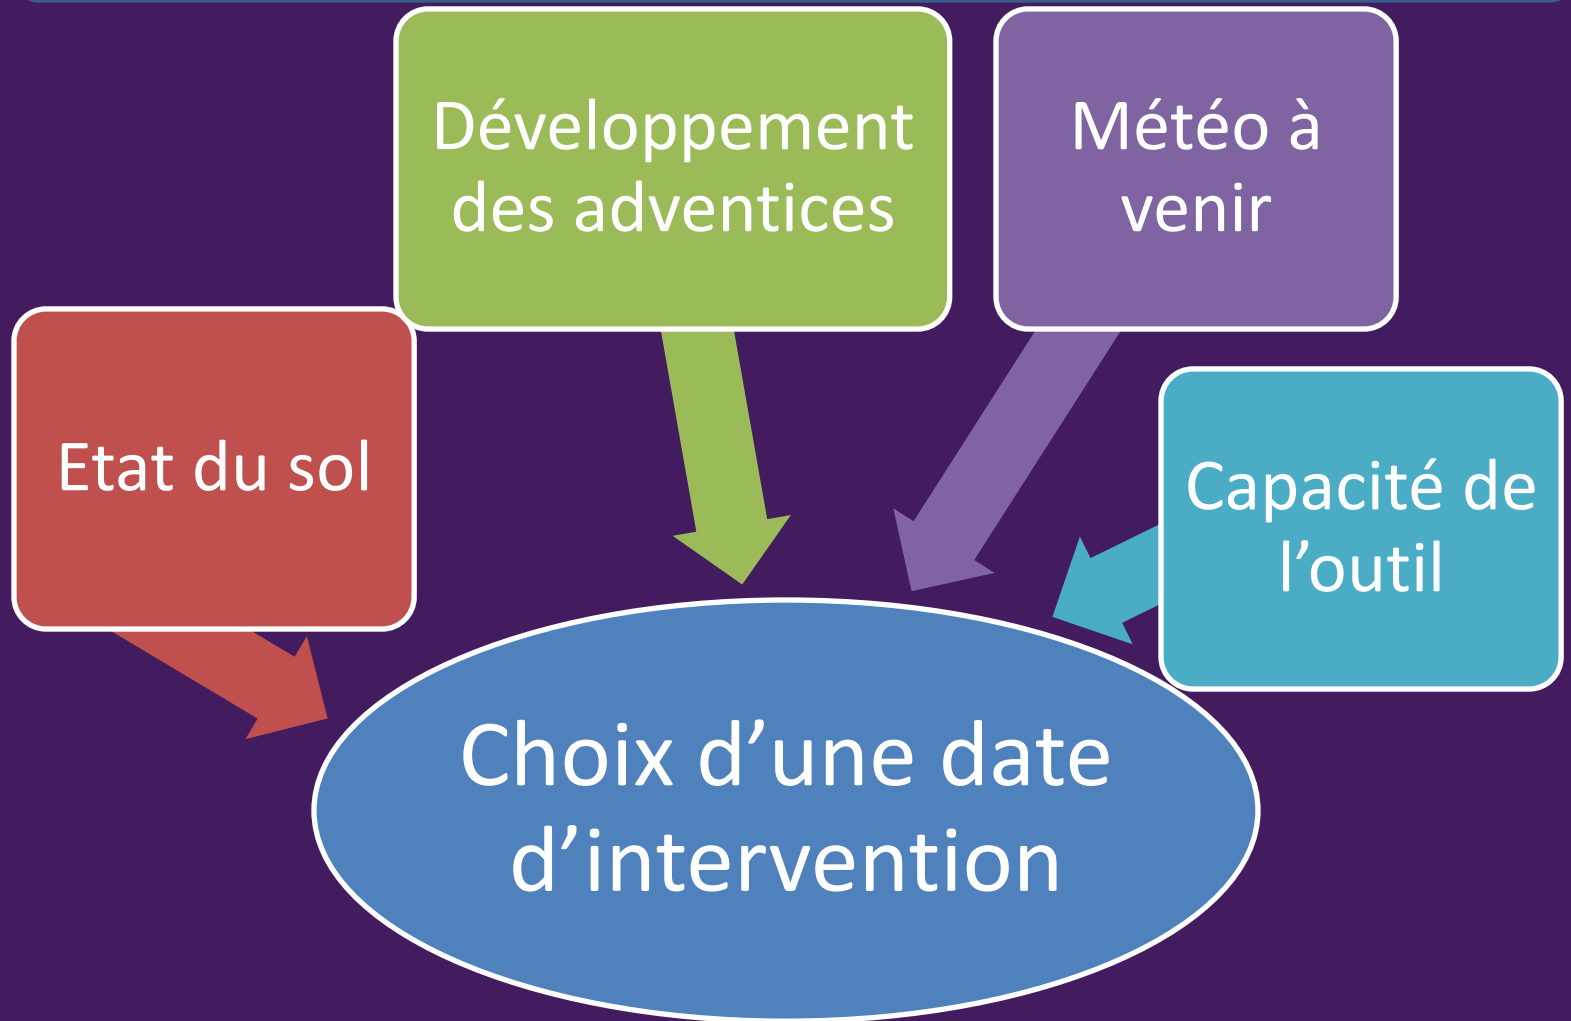 Développement
des adventices
Météo à
venir
Etat du sol
Capacité de
l’outil
Choix d’une date
d’intervention